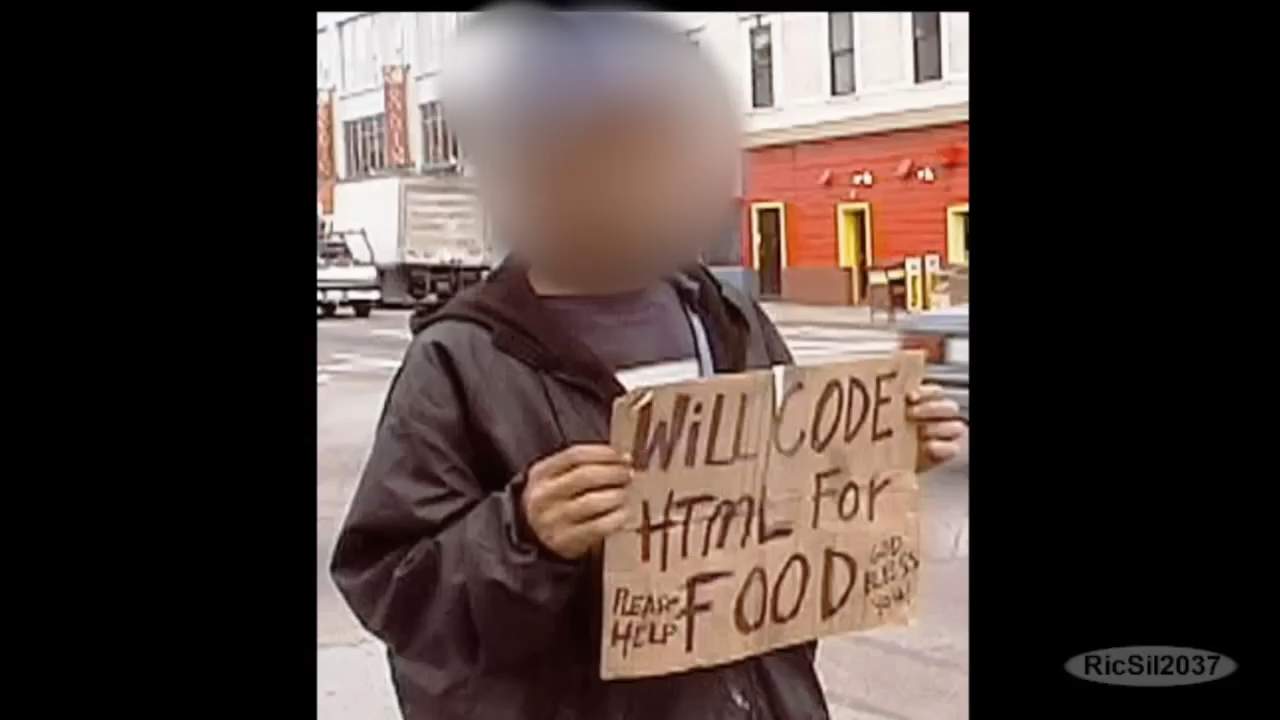 WiLL CODE
HTmL For
FOOD
PLEASE
HELP
GOD
BLESS
YOU!
RicSil2037